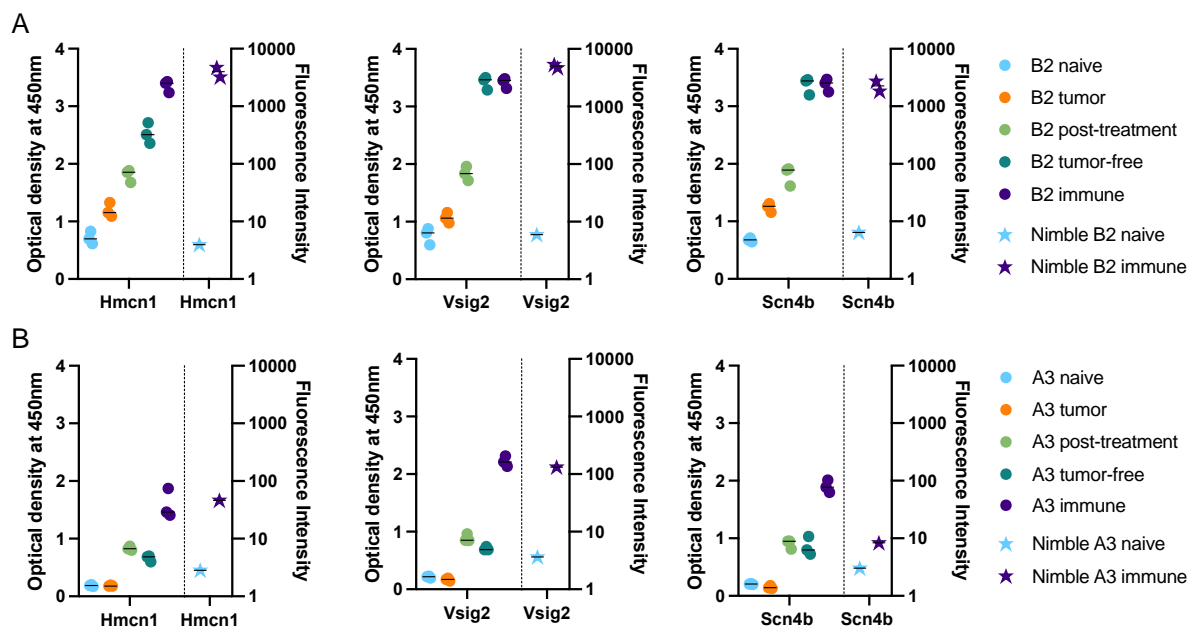 A
Optical density at 450nm
4
3
2
1
0
10000
1000
100
10
1
Fluorescence Intensity
Hmcn1 Hmcn1
Optical density at 450nm
4
3
2
1
0
10000
1000
100
10
1
Fluorescence Intensity
Vsig2 Vsig2
Optical density at 450nm
4
3
2
1
0
10000
1000
100
10
1
Fluorescence Intensity
Scn4b Scn4b
B2 naive
B2 tumor
B2 post-treatment
B2 tumor-free
B2 immune
Nimble B2 naive
Nimble B2 immune
B
Optical density at 450nm
4
3
2
1
0
10000
1000
100
10
1
Fluorescence Intensity
Hmcn1 Hmcn1
Optical density at 450nm
4
3
2
1
0
10000
1000
100
10
1
Fluorescence Intensity
Vsig2 Vsig2
Optical density at 450nm
4
3
2
1
0
10000
1000
100
10
1
Fluorescence Intensity
Scn4b Scn4b
A3 naive
A3 tumor
A3 post-treatment
A3 tumor-free
A3 immune
Nimble A3 naive
Nimble A3 immune